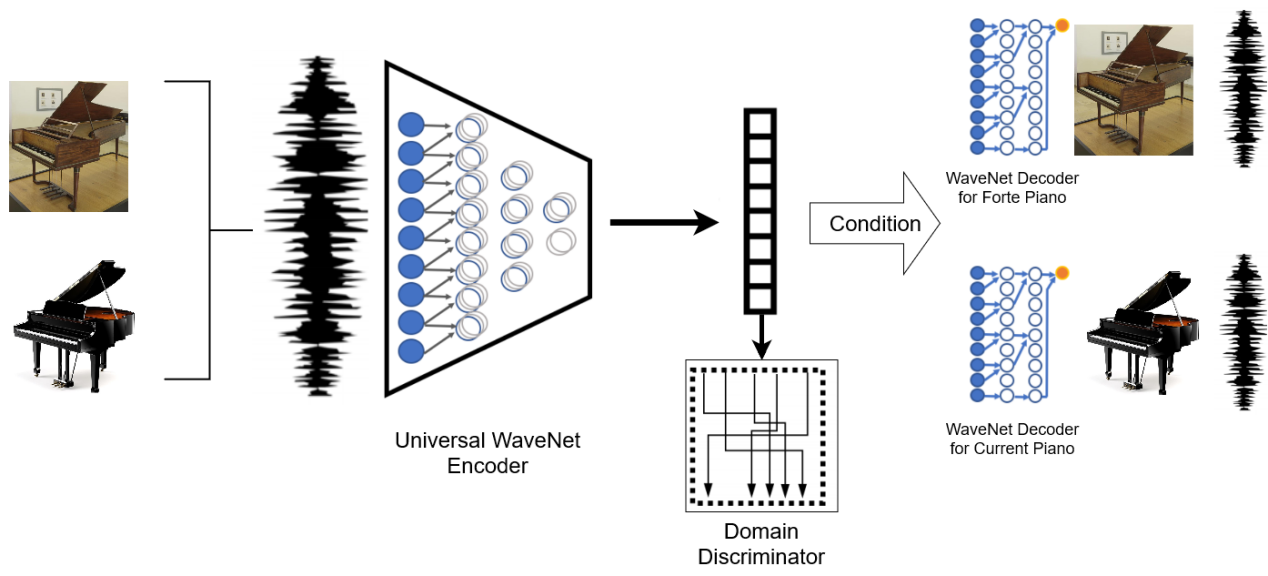 Universal WaveNet
Encoder
Condition
Domain
Discriminator
WaveNet Decoder
for Forte Piano
WaveNet Decoder
for Current Piano